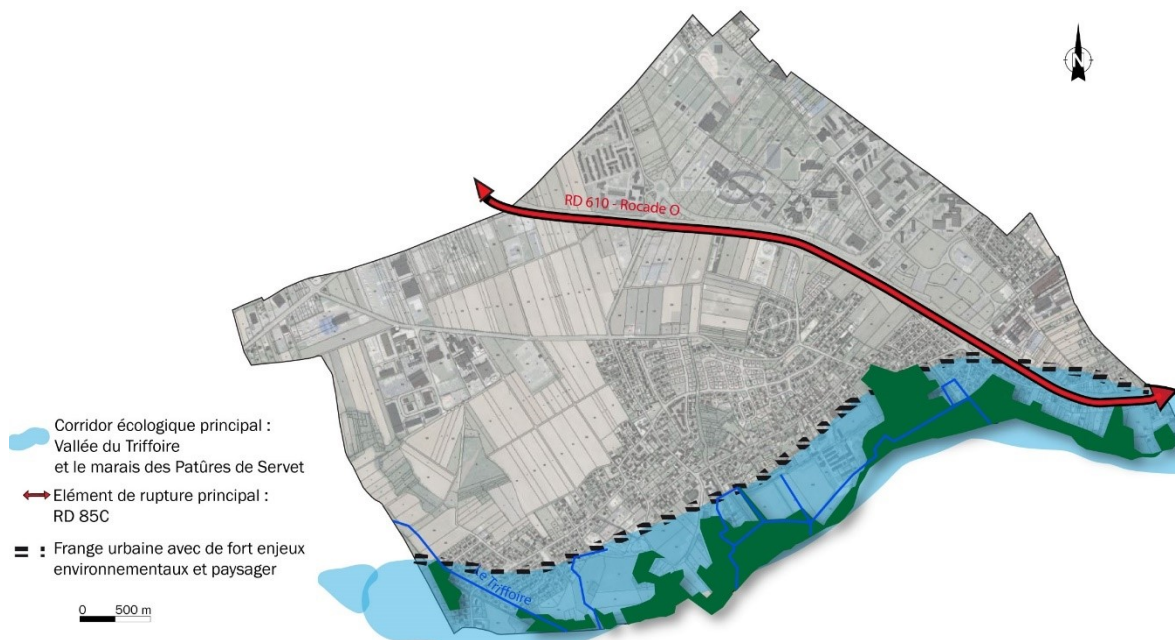 N
RD 610 - Rocade O
Corridor écologique principal :
Vallée du Triffoire
et le marais des Patûres de Servet
Elément de rupture principal :
RD 85C
Frange urbaine avec de fort enjeux
environnementaux et paysager
Le Triffoire
0 500 m